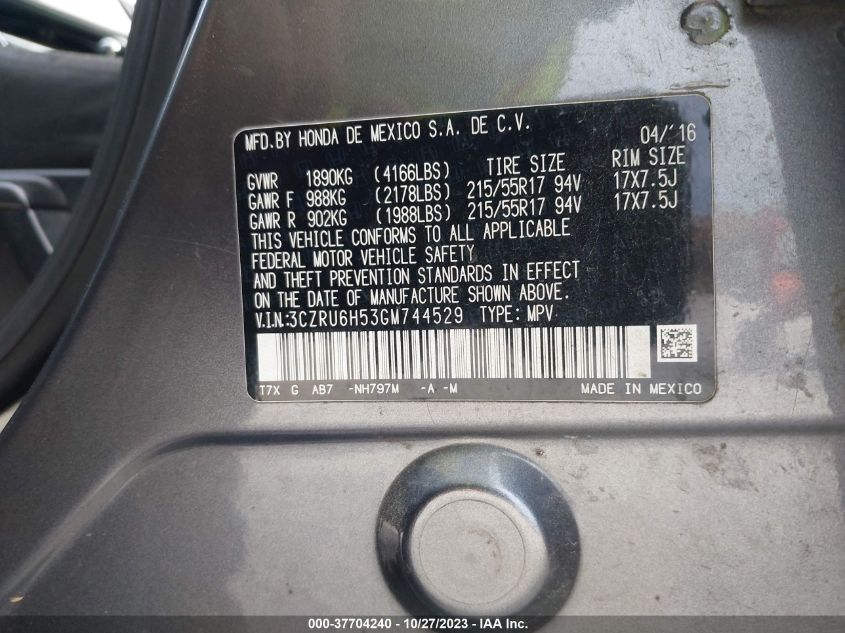 MFD.BY HONDA DE MEXICO S.A. DE C.V. 04/'16
GVWR 1890KG (4166LBS) TIRE SIZE RIM SIZE
GAWR F 988KG (2178LBS) 215/55R17 94V 17X7.5J
GAWR R 902KG (1988LBS) 215/55R17 94V 17X7.5J
THIS VEHICLE CONFORMS TO ALL APPLICABLE
FEDERAL MOTOR VEHICLE SAFETY
AND THEFT PREVENTION STANDARDS IN EFFECT
ON THE DATE OF MANUFACTURE SHOWN ABOVE.
V.I.N:3CZRU6H53GM744529 TYPE: MPV
T7X G AB7 -NH797M -A -M MADE IN MEXICO
000-37704240 - 10/27/2023 - IAA Inc.